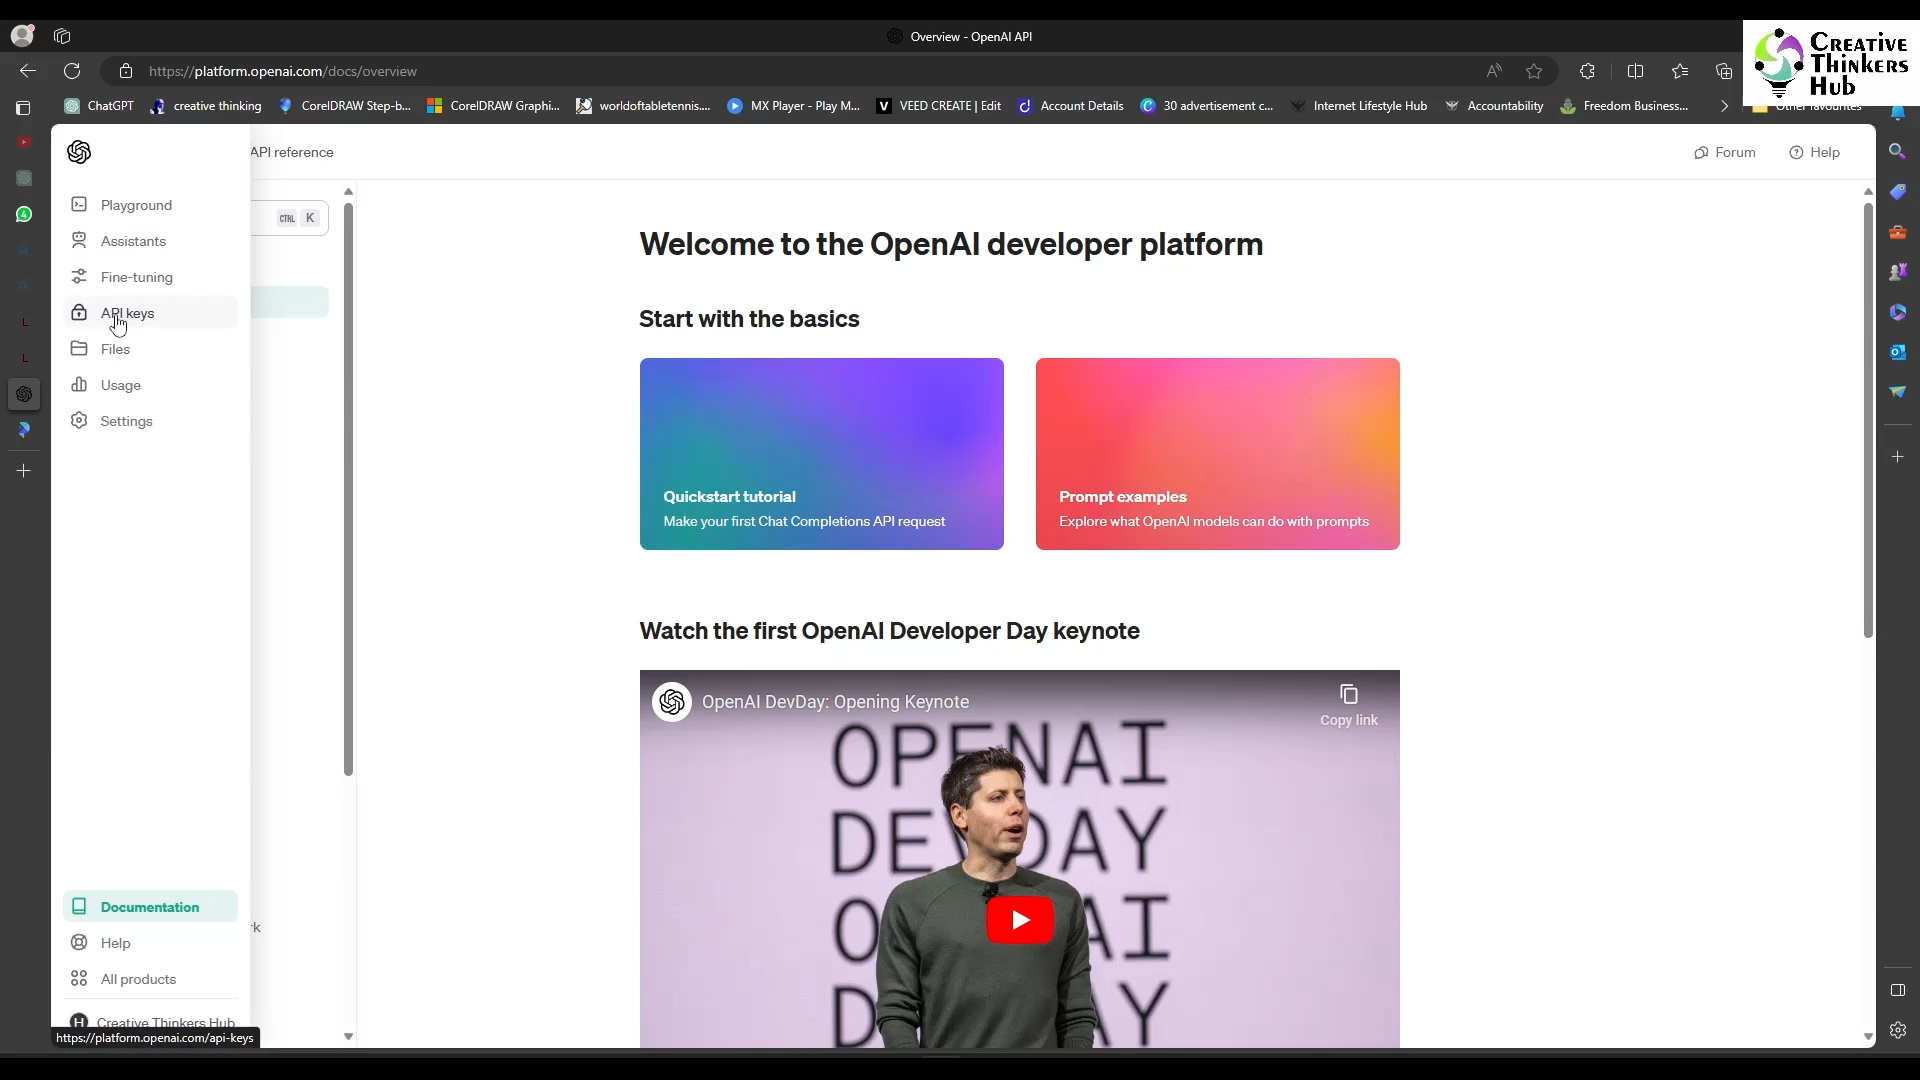 Overview - OpenAI API
CREATIVE
THINKERS
HUB
https://platform.openai.com/docs/overview
ChatGPT
creative thinking
CorelDRAW Step-b...
CorelDRAW Graphi...
worldoftabletennis....
MX Player - Play M...
VEED CREATE | Edit
Account Details
30 advertisement c...
Internet Lifestyle Hub
Accountability
Freedom Business...
Other favourites
API reference
Forum
Help
Playground
CTRL K
Assistants
Fine-tuning
API keys
Files
Usage
Settings
Welcome to the OpenAI developer platform
Start with the basics
Quickstart tutorial
Make your first Chat Completions API request
Prompt examples
Explore what OpenAI models can do with prompts
Watch the first OpenAI Developer Day keynote
OpenAI DevDay: Opening Keynote
Copy link
OPENAI
DEVDAY
Documentation
Help
All products
Creative Thinkers Hub
https://platform.openai.com/api-keys